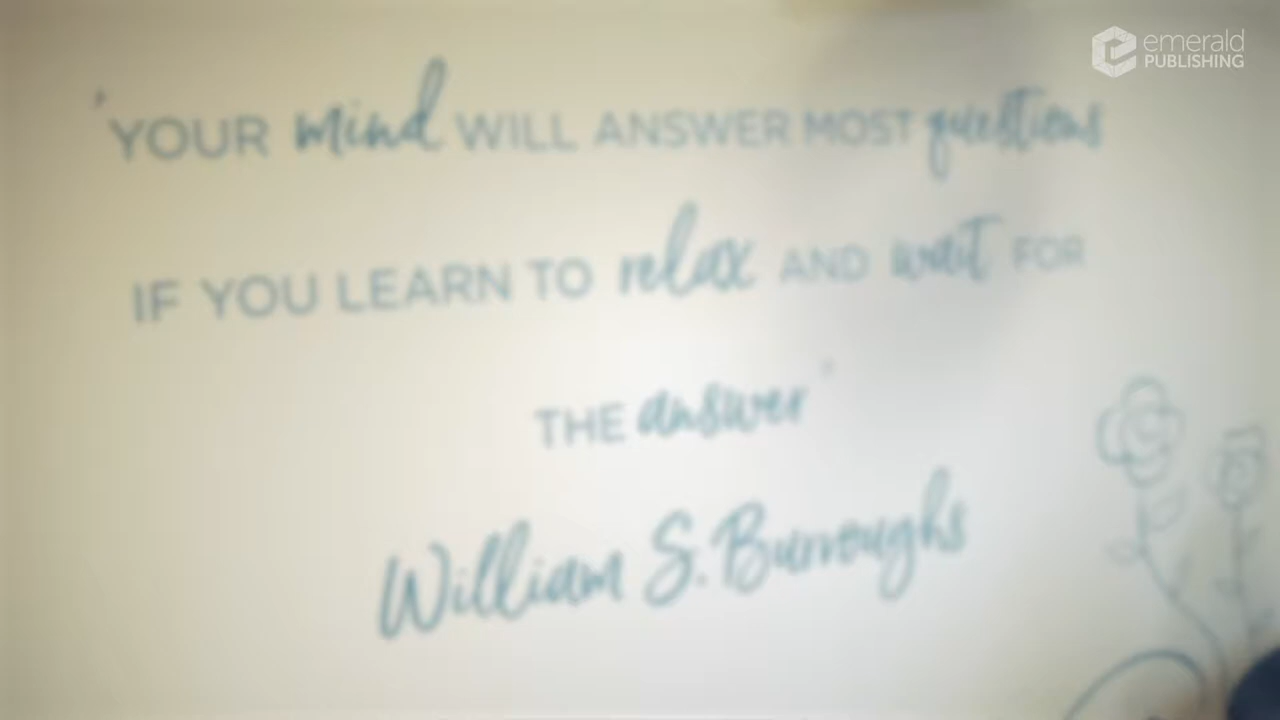 emerald
PUBLISHING
'YOUR mind WILL ANSWER MOST questions
IF YOU LEARN TO relax AND wait FOR
THE answer'
William S. Burroughs